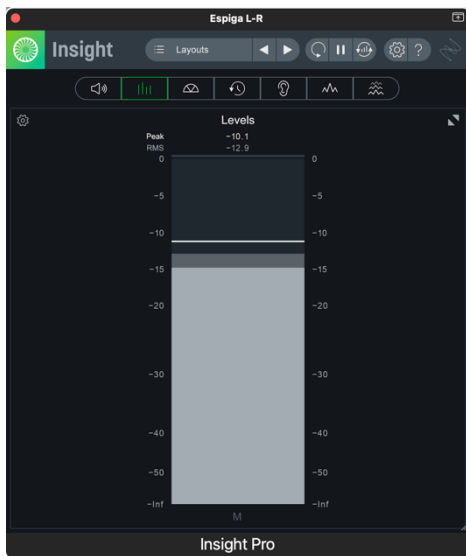 Espiga L-R
Insight
Layouts
?
Levels
Peak -10.1
RMS -12.9
0 0
-5 -5
-10 -10
-15 -15
-20 -20
-30 -30
-40 -40
-50 -50
-Inf -Inf
M
Insight Pro